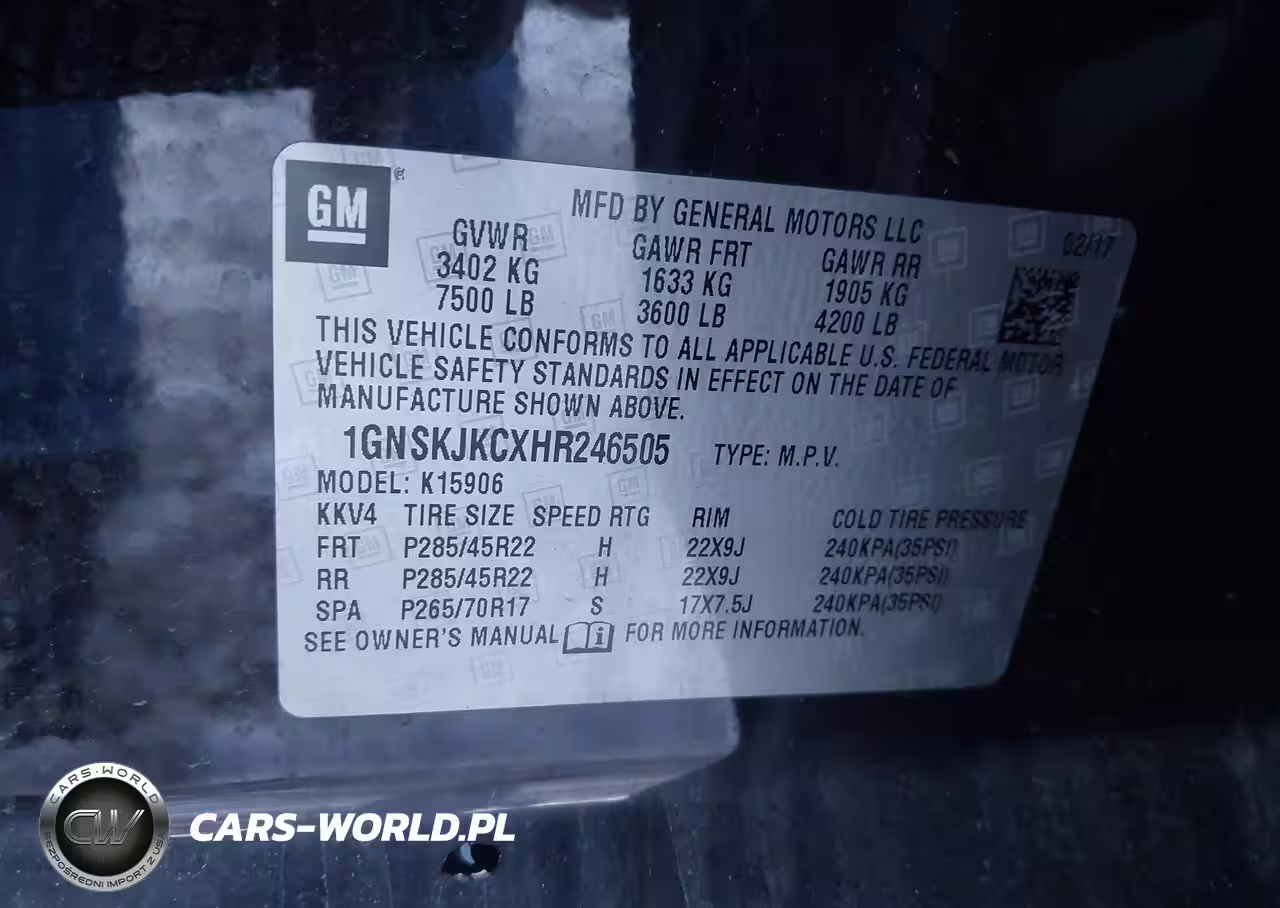 GM
MFD BY GENERAL MOTORS LLC
02/17
GVWR GAWR FRT GAWR RR
3402 KG 1633 KG 1905 KG
7500 LB 3600 LB 4200 LB
THIS VEHICLE CONFORMS TO ALL APPLICABLE U.S. FEDERAL MOTOR
VEHICLE SAFETY STANDARDS IN EFFECT ON THE DATE OF
MANUFACTURE SHOWN ABOVE.
1GNSKJKCXHR246505 TYPE: M.P.V.
MODEL: K15906
KKV4 TIRE SIZE SPEED RTG RIM COLD TIRE PRESSURE
FRT P285/45R22 H 22X9J 240KPA(35PSI)
RR P285/45R22 H 22X9J 240KPA(35PSI)
SPA P265/70R17 S 17X7.5J 240KPA(35PSI)
SEE OWNER'S MANUAL FOR MORE INFORMATION.
CARS-WORLD
CW
BEZPOŚREDNI IMPORT Z USA
CARS-WORLD.PL